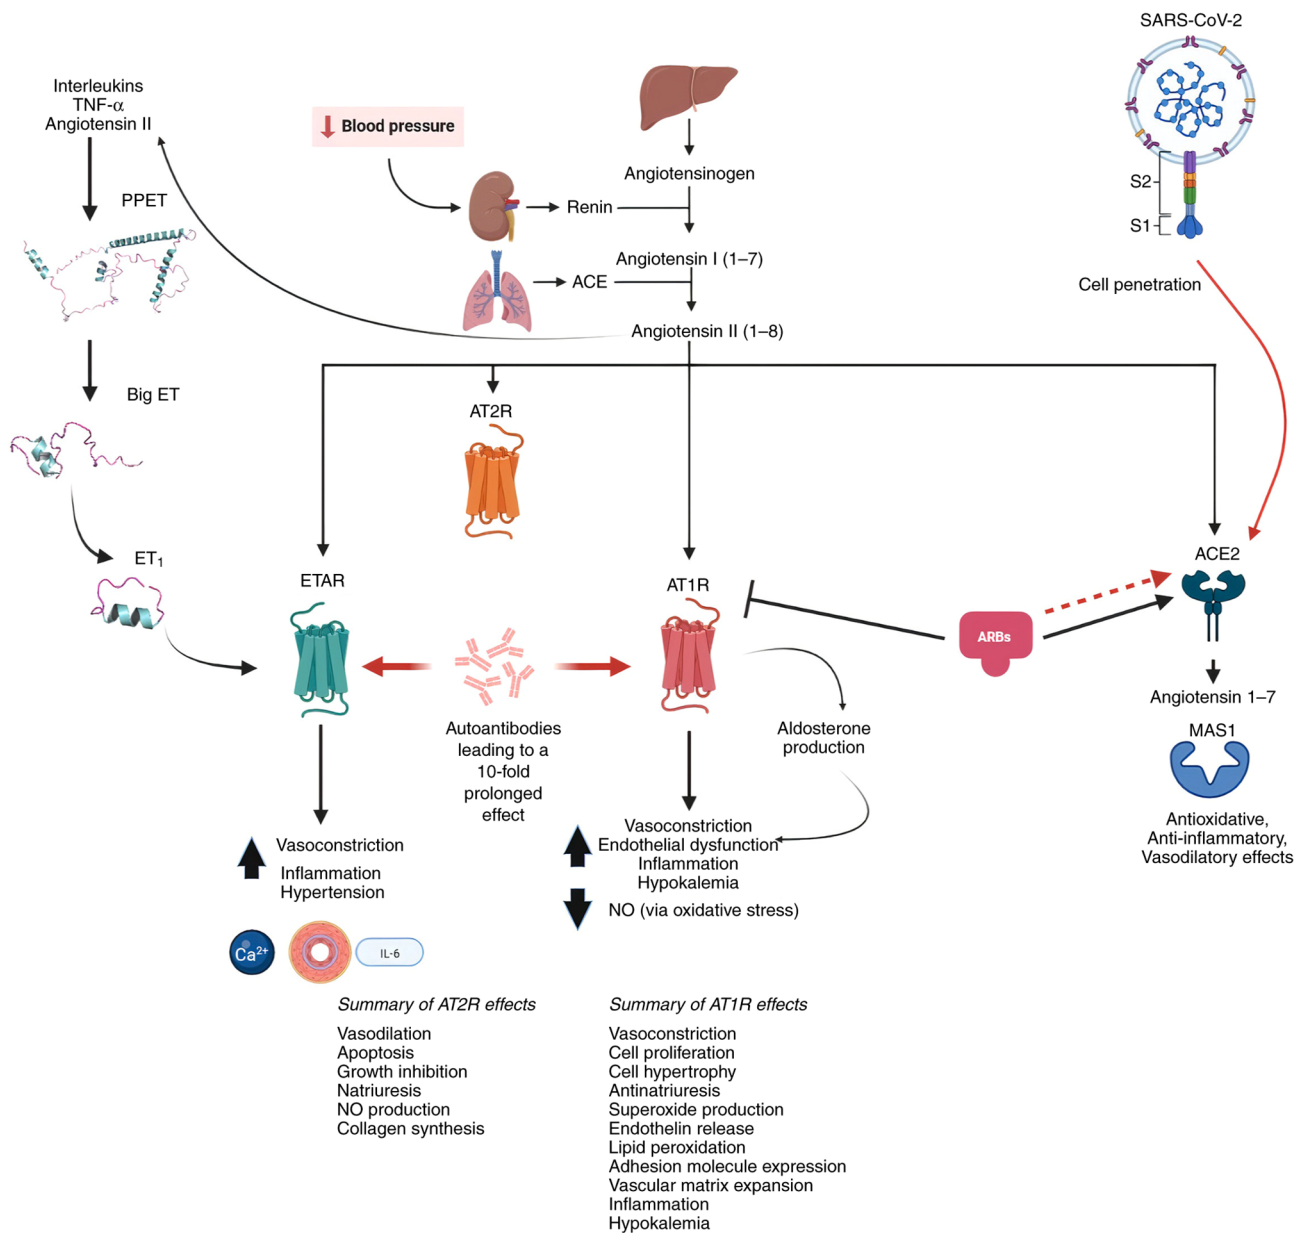 SARS-CoV-2
S2
S1
Cell penetration
Interleukins
TNF-α
Angiotensin II
PPET
Big ET
ET₁
↓ Blood pressure
Angiotensinogen
Renin
Angiotensin I (1–7)
ACE
Angiotensin II (1–8)
AT2R
ETAR
AT1R
ACE2
ARBs
Autoantibodies
leading to a
10-fold
prolonged
effect
Aldosterone
production
Angiotensin 1–7
MAS1
Antioxidative,
Anti-inflammatory,
Vasodilatory effects
Vasoconstriction
Inflammation
Hypertension
Vasoconstriction
Endothelial dysfunction
Inflammation
Hypokalemia
NO (via oxidative stress)
Ca²⁺
IL-6
Summary of AT2R effects
Vasodilation
Apoptosis
Growth inhibition
Natriuresis
NO production
Collagen synthesis
Summary of AT1R effects
Vasoconstriction
Cell proliferation
Cell hypertrophy
Antinatriuresis
Superoxide production
Endothelin release
Lipid peroxidation
Adhesion molecule expression
Vascular matrix expansion
Inflammation
Hypokalemia